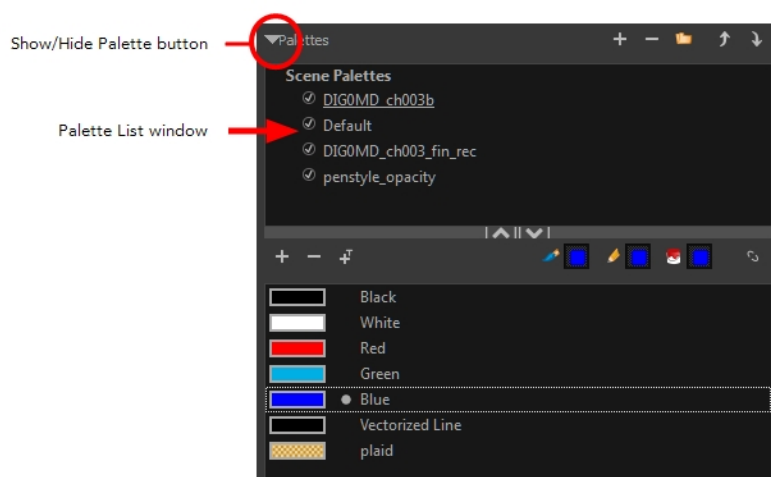 Show/Hide Palette button
Palettes
Scene Palettes
DIG0MD_ch003b
Palette List window
Default
DIG0MD_ch003_fin_rec
penstyle_opacity
Black
White
Red
Green
Blue
Vectorized Line
plaid